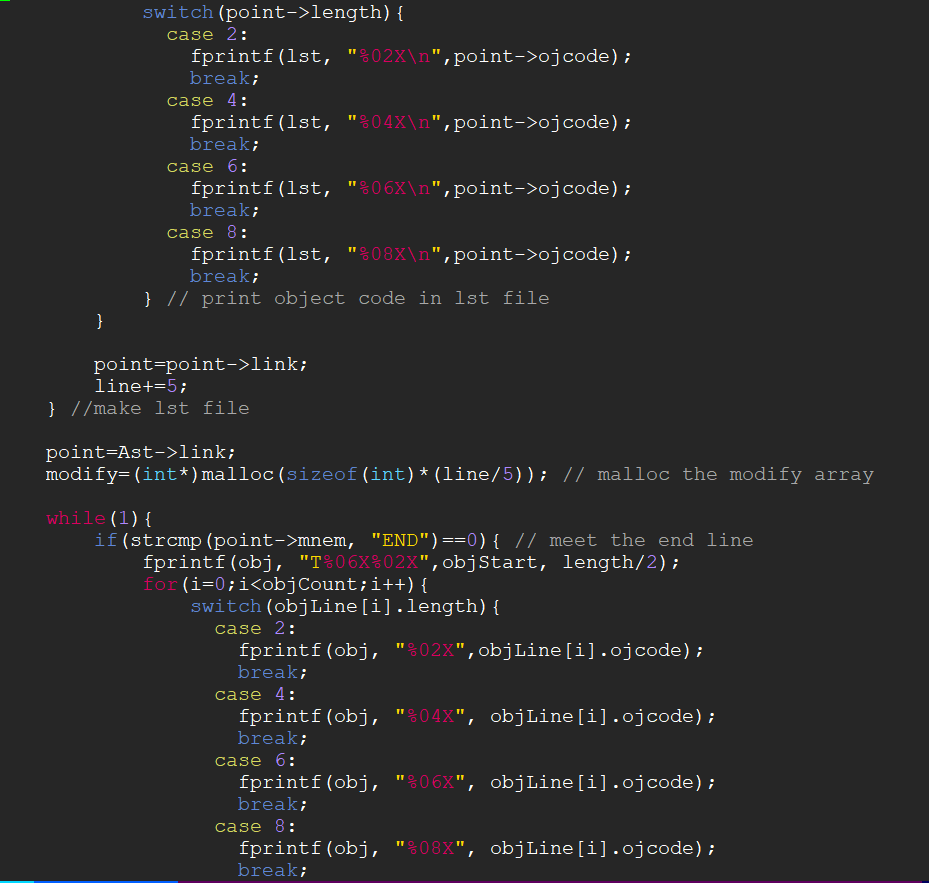 switch(point->length){
case 2:
fprintf(lst, "%02X\n",point->ojcode);
break;
case 4:
fprintf(lst, "%04X\n",point->ojcode);
break;
case 6:
fprintf(lst, "%06X\n",point->ojcode);
break;
case 8:
fprintf(lst, "%08X\n",point->ojcode);
break;
} // print object code in lst file
}
point=point->link;
line+=5;
} //make lst file
point=Ast->link;
modify=(int*)malloc(sizeof(int)*(line/5)); // malloc the modify array
while(1){
if(strcmp(point->mnem, "END")==0){ // meet the end line
fprintf(obj, "T%06X%02X",objStart, length/2);
for(i=0;i<objCount;i++){
switch(objLine[i].length){
case 2:
fprintf(obj, "%02X",objLine[i].ojcode);
break;
case 4:
fprintf(obj, "%04X", objLine[i].ojcode);
break;
case 6:
fprintf(obj, "%06X", objLine[i].ojcode);
break;
case 8:
fprintf(obj, "%08X", objLine[i].ojcode);
break;